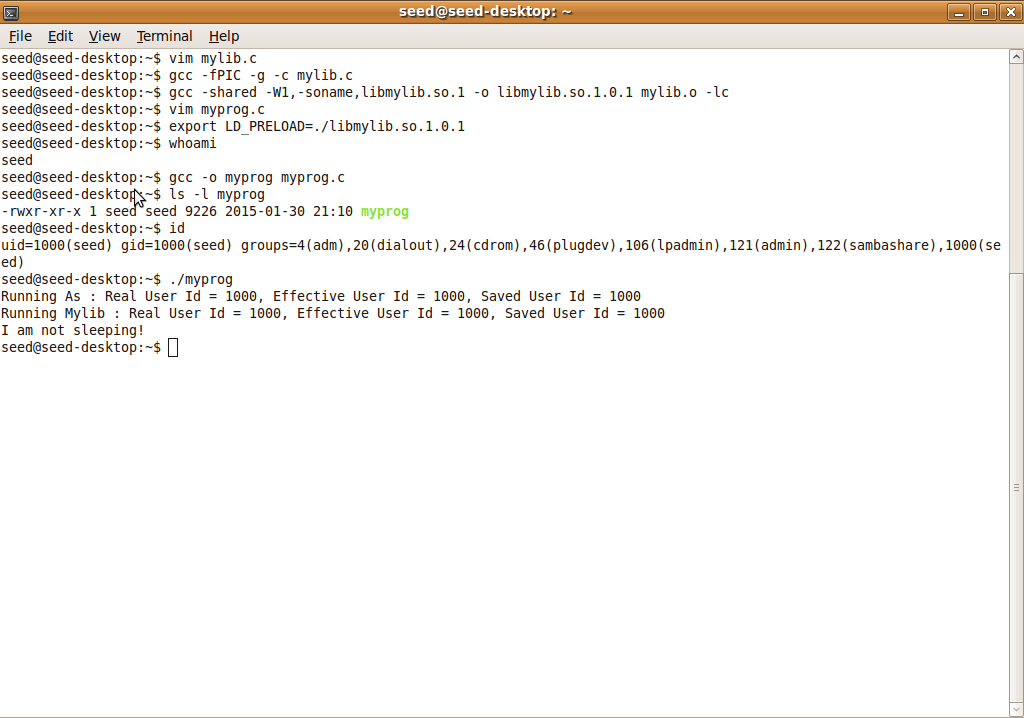 seed@seed-desktop: ~
File Edit View Terminal Help
seed@seed-desktop:~$ vim mylib.c
seed@seed-desktop:~$ gcc -fPIC -g -c mylib.c
seed@seed-desktop:~$ gcc -shared -W1,-soname,libmylib.so.1 -o libmylib.so.1.0.1 mylib.o -lc
seed@seed-desktop:~$ vim myprog.c
seed@seed-desktop:~$ export LD_PRELOAD=./libmylib.so.1.0.1
seed@seed-desktop:~$ whoami
seed
seed@seed-desktop:~$ gcc -o myprog myprog.c
seed@seed-desktop:~$ ls -l myprog
-rwxr-xr-x 1 seed seed 9226 2015-01-30 21:10 myprog
seed@seed-desktop:~$ id
uid=1000(seed) gid=1000(seed) groups=4(adm),20(dialout),24(cdrom),46(plugdev),106(lpadmin),121(admin),122(sambashare),1000(se
ed)
seed@seed-desktop:~$ ./myprog
Running As : Real User Id = 1000, Effective User Id = 1000, Saved User Id = 1000
Running Mylib : Real User Id = 1000, Effective User Id = 1000, Saved User Id = 1000
I am not sleeping!
seed@seed-desktop:~$